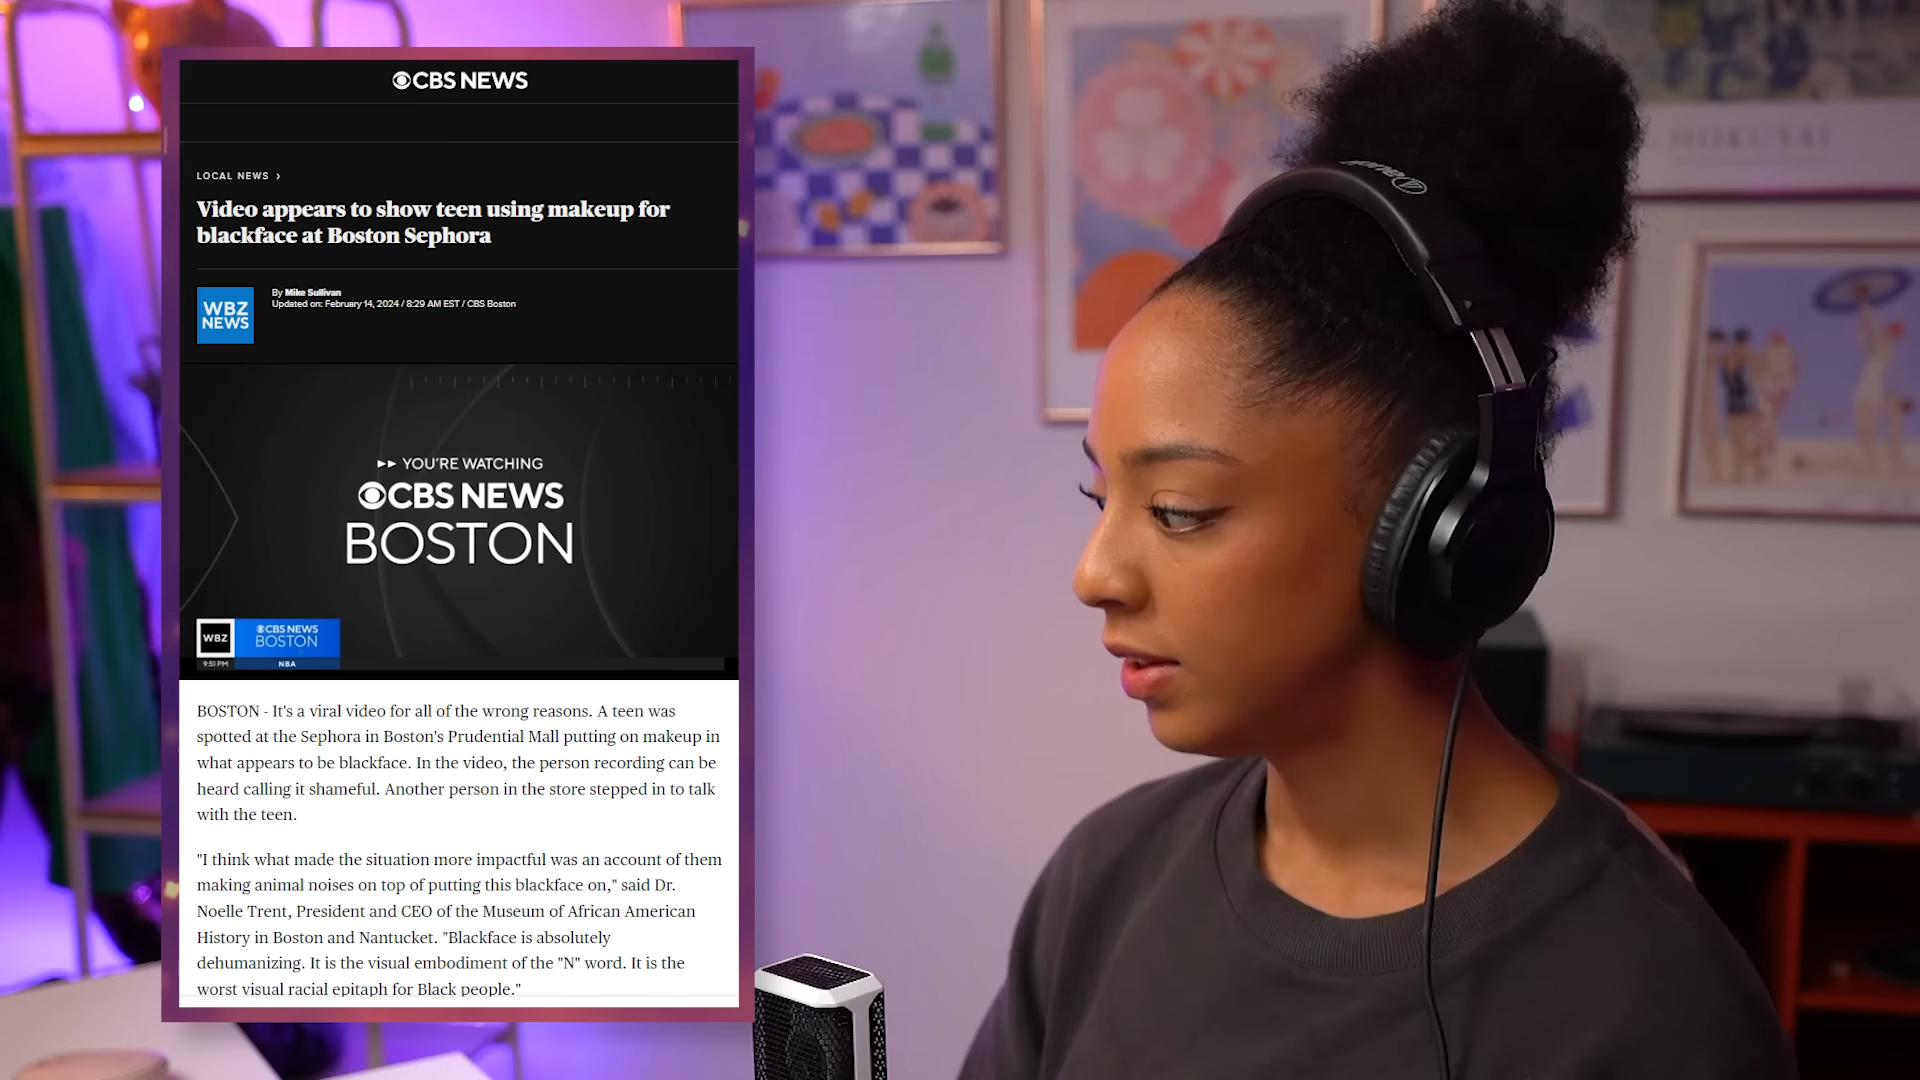 CBS NEWS
LOCAL NEWS >
Video appears to show teen using makeup for
blackface at Boston Sephora
WBZ
NEWS
By Mike Sullivan
Updated on: February 14, 2024 / 8:29 AM EST / CBS Boston
YOU'RE WATCHING
CBS NEWS
BOSTON
WBZ
CBS NEWS
BOSTON
9:51 PM
NBA
BOSTON - It's a viral video for all of the wrong reasons. A teen was
spotted at the Sephora in Boston's Prudential Mall putting on makeup in
what appears to be blackface. In the video, the person recording can be
heard calling it shameful. Another person in the store stepped in to talk
with the teen.
"I think what made the situation more impactful was an account of them
making animal noises on top of putting this blackface on," said Dr.
Noelle Trent, President and CEO of the Museum of African American
History in Boston and Nantucket. "Blackface is absolutely
dehumanizing. It is the visual embodiment of the "N" word. It is the
worst visual racial epitaph for Black people."
HOKUSAI